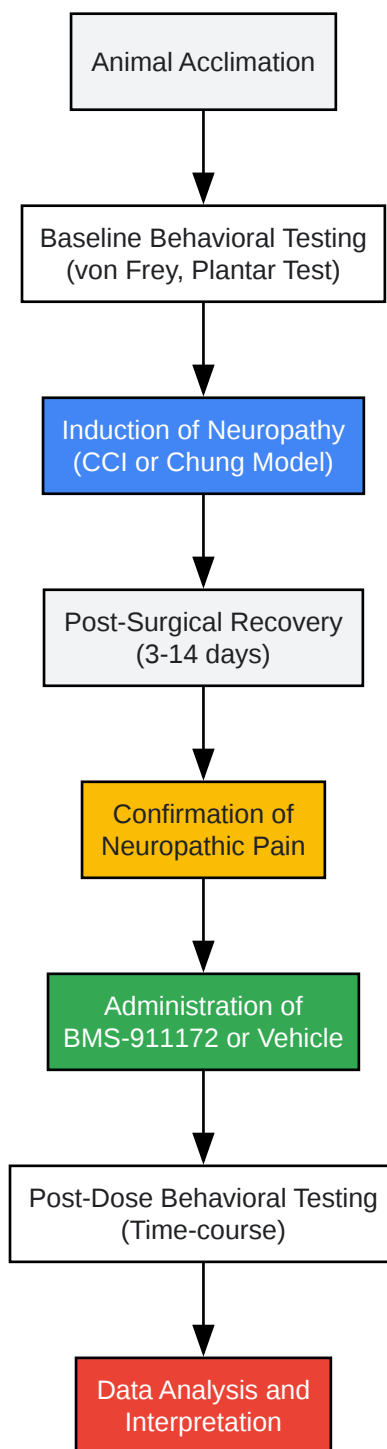 Animal Acclimation
Baseline Behavioral Testing
(von Frey, Plantar Test)
Induction of Neuropathy
(CCI or Chung Model)
Post-Surgical Recovery
(3-14 days)
Confirmation of
Neuropathic Pain
Administration of
BMS-911172 or Vehicle
Post-Dose Behavioral Testing
(Time-course)
Data Analysis and
Interpretation